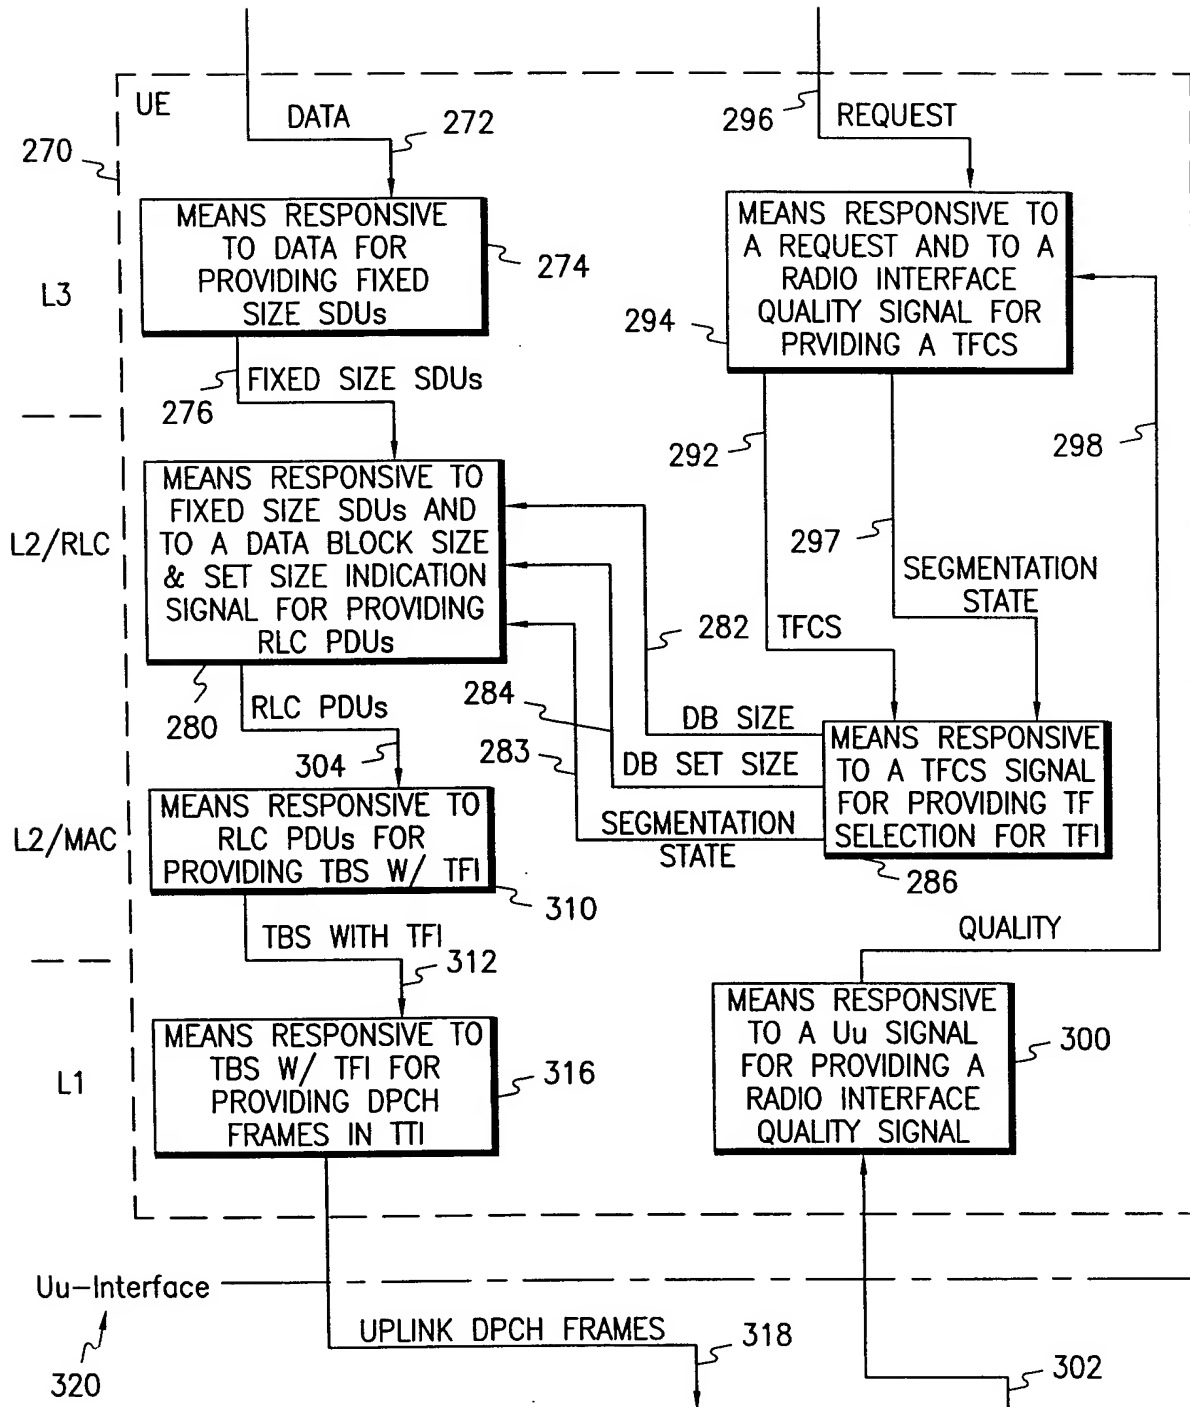 UE
DATA
272
296
REQUEST
270
MEANS RESPONSIVE
TO DATA FOR
PROVIDING FIXED
SIZE SDUs
274
MEANS RESPONSIVE TO
A REQUEST AND TO A
RADIO INTERFACE
QUALITY SIGNAL FOR
PRVIDING A TFCS
294
L3
276
FIXED SIZE SDUs
292
297
298
L2/RLC
MEANS RESPONSIVE TO
FIXED SIZE SDUs AND
TO A DATA BLOCK SIZE
& SET SIZE INDICATION
SIGNAL FOR PROVIDING
RLC PDUs
SEGMENTATION
STATE
282
TFCS
280
RLC PDUs
304
284
283
DB SIZE
DB SET SIZE
SEGMENTATION
STATE
MEANS RESPONSIVE
TO A TFCS SIGNAL
FOR PROVIDING TF
SELECTION FOR TFI
286
L2/MAC
MEANS RESPONSIVE TO
RLC PDUs FOR
PROVIDING TBS W/ TFI
310
QUALITY
TBS WITH TFI
312
L1
MEANS RESPONSIVE TO
TBS W/ TFI FOR
PROVIDING DPCH
FRAMES IN TTI
316
MEANS RESPONSIVE
TO A Uu SIGNAL
FOR PROVIDING A
RADIO INTERFACE
QUALITY SIGNAL
300
Uu-Interface
320
UPLINK DPCH FRAMES
318
302